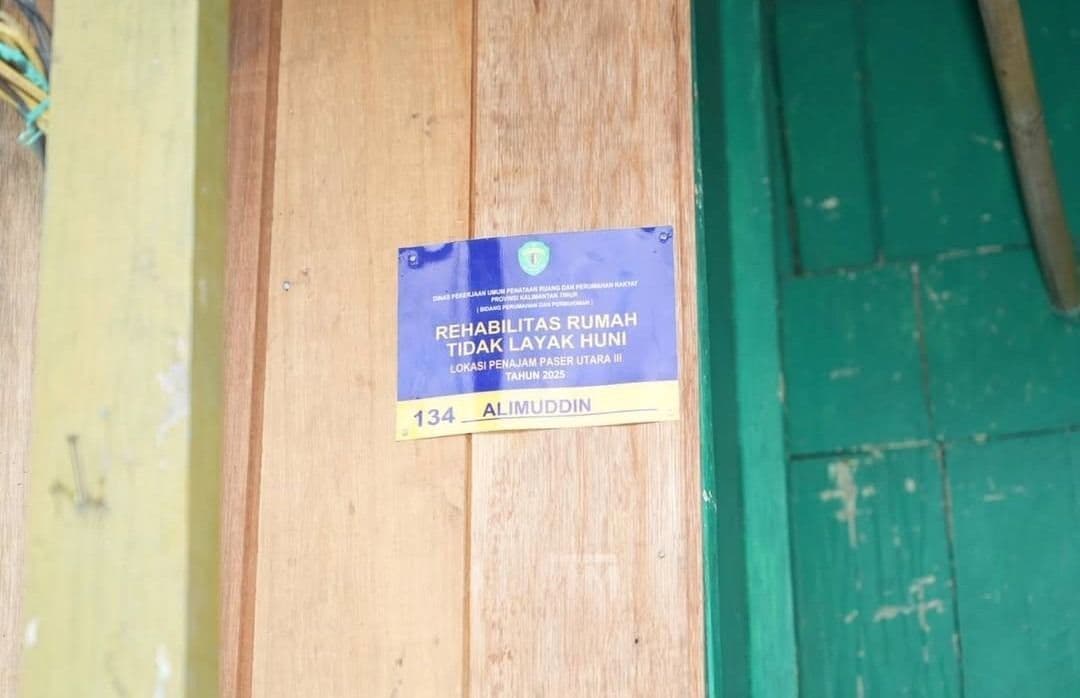 DINAS PEKERJAAN UMUM PENATAAN RUANG DAN PERUMAHAN RAKYAT
PROVINSI KALIMANTAN TIMUR
( BIDANG PERUMAHAN DAN PERMUKIMAN )
REHABILITAS RUMAH
TIDAK LAYAK HUNI
LOKASI PENAJAM PASER UTARA III
TAHUN 2025
134 ALIMUDDIN